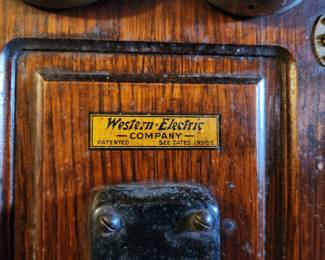 Western Electric
— COMPANY —
PATENTED SEE DATES INSIDE